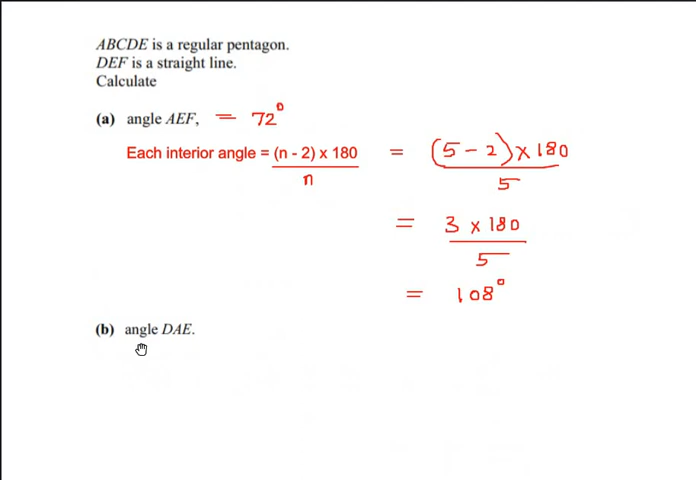 ABCDE is a regular pentagon.
DEF is a straight line.
Calculate
(a) angle AEF, = 72°
Each interior angle = (n - 2) x 180 / n = (5 - 2) x 180 / 5
= 3 x 180 / 5
= 108°
(b) angle DAE.